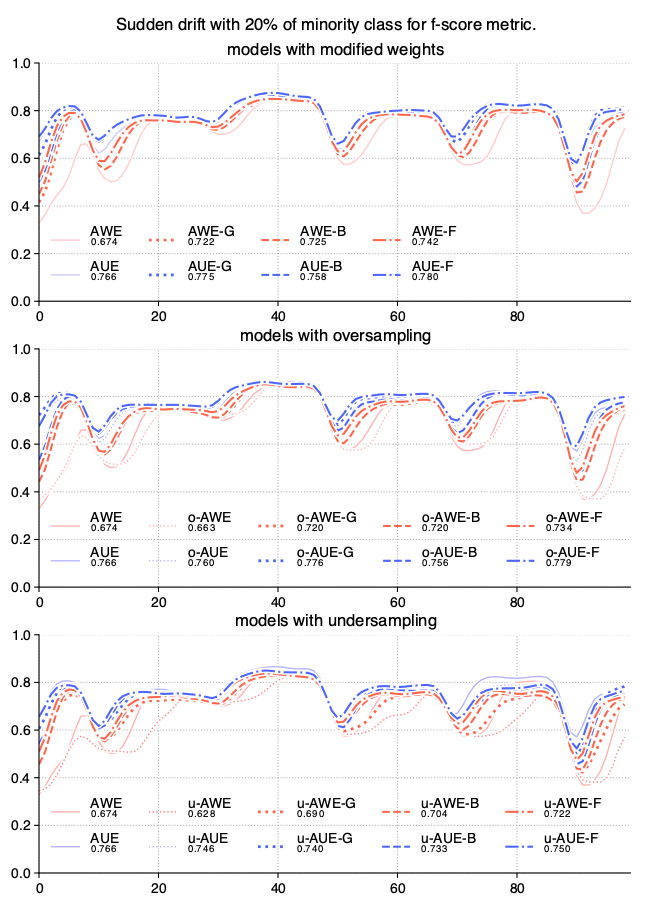 Sudden drift with 20% of minority class for f-score metric.
models with modified weights
1.0
0.8
0.6
0.4
0.2
0.0
AWE AWE-G AWE-B AWE-F
0.674 0.722 0.725 0.742
AUE AUE-G AUE-B AUE-F
0.766 0.775 0.758 0.780
0 20 40 60 80
models with oversampling
1.0
0.8
0.6
0.4
0.2
0.0
AWE o-AWE o-AWE-G o-AWE-B o-AWE-F
0.674 0.663 0.720 0.720 0.734
AUE o-AUE o-AUE-G o-AUE-B o-AUE-F
0.766 0.760 0.776 0.756 0.779
0 20 40 60 80
models with undersampling
1.0
0.8
0.6
0.4
0.2
0.0
AWE u-AWE u-AWE-G u-AWE-B u-AWE-F
0.674 0.628 0.690 0.704 0.722
AUE u-AUE u-AUE-G u-AUE-B u-AUE-F
0.766 0.746 0.740 0.733 0.750
0 20 40 60 80